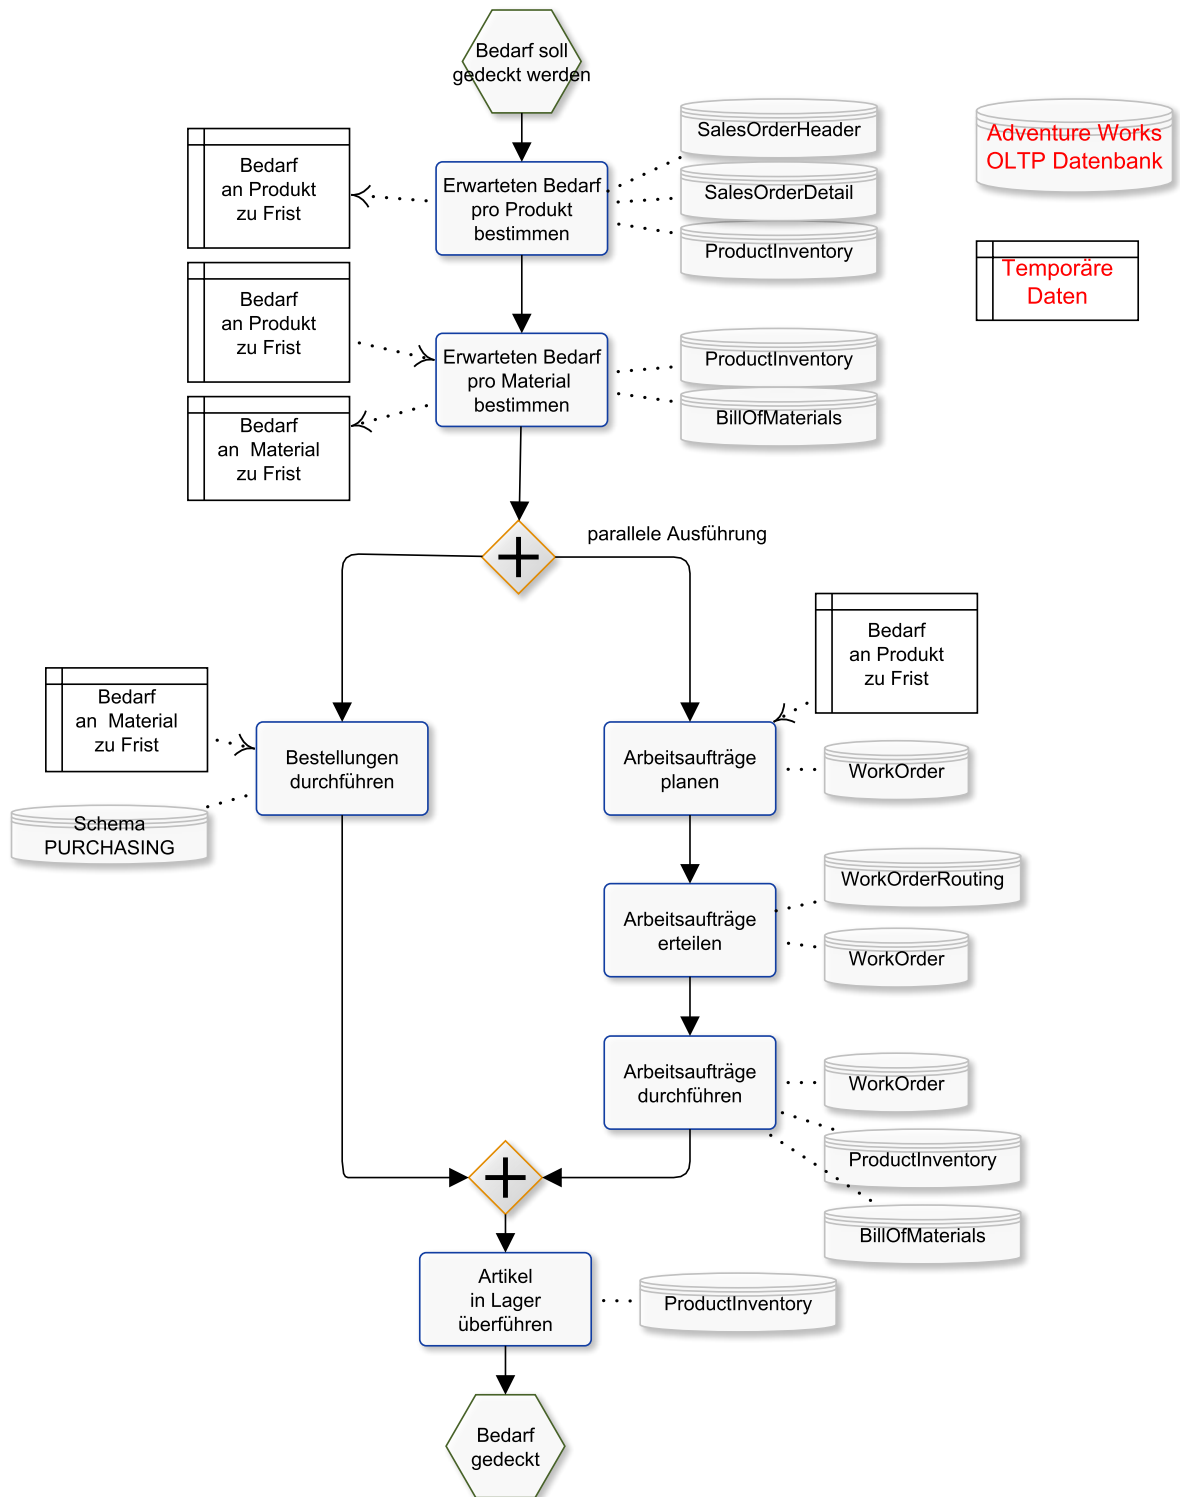 Bedarf soll
gedeckt werden
SalesOrderHeader
Adventure Works
OLTP Datenbank
Bedarf
an Produkt
zu Frist
Erwarteten Bedarf
pro Produkt
bestimmen
SalesOrderDetail
ProductInventory
Temporäre
Daten
Bedarf
an Produkt
zu Frist
Erwarteten Bedarf
pro Material
bestimmen
ProductInventory
BillOfMaterials
Bedarf
an Material
zu Frist
parallele Ausführung
Bedarf
an Produkt
zu Frist
Bedarf
an Material
zu Frist
Bestellungen
durchführen
Arbeitsaufträge
planen
WorkOrder
Schema
PURCHASING
Arbeitsaufträge
erteilen
WorkOrderRouting
WorkOrder
Arbeitsaufträge
durchführen
WorkOrder
ProductInventory
BillOfMaterials
Artikel
in Lager
überführen
ProductInventory
Bedarf
gedeckt